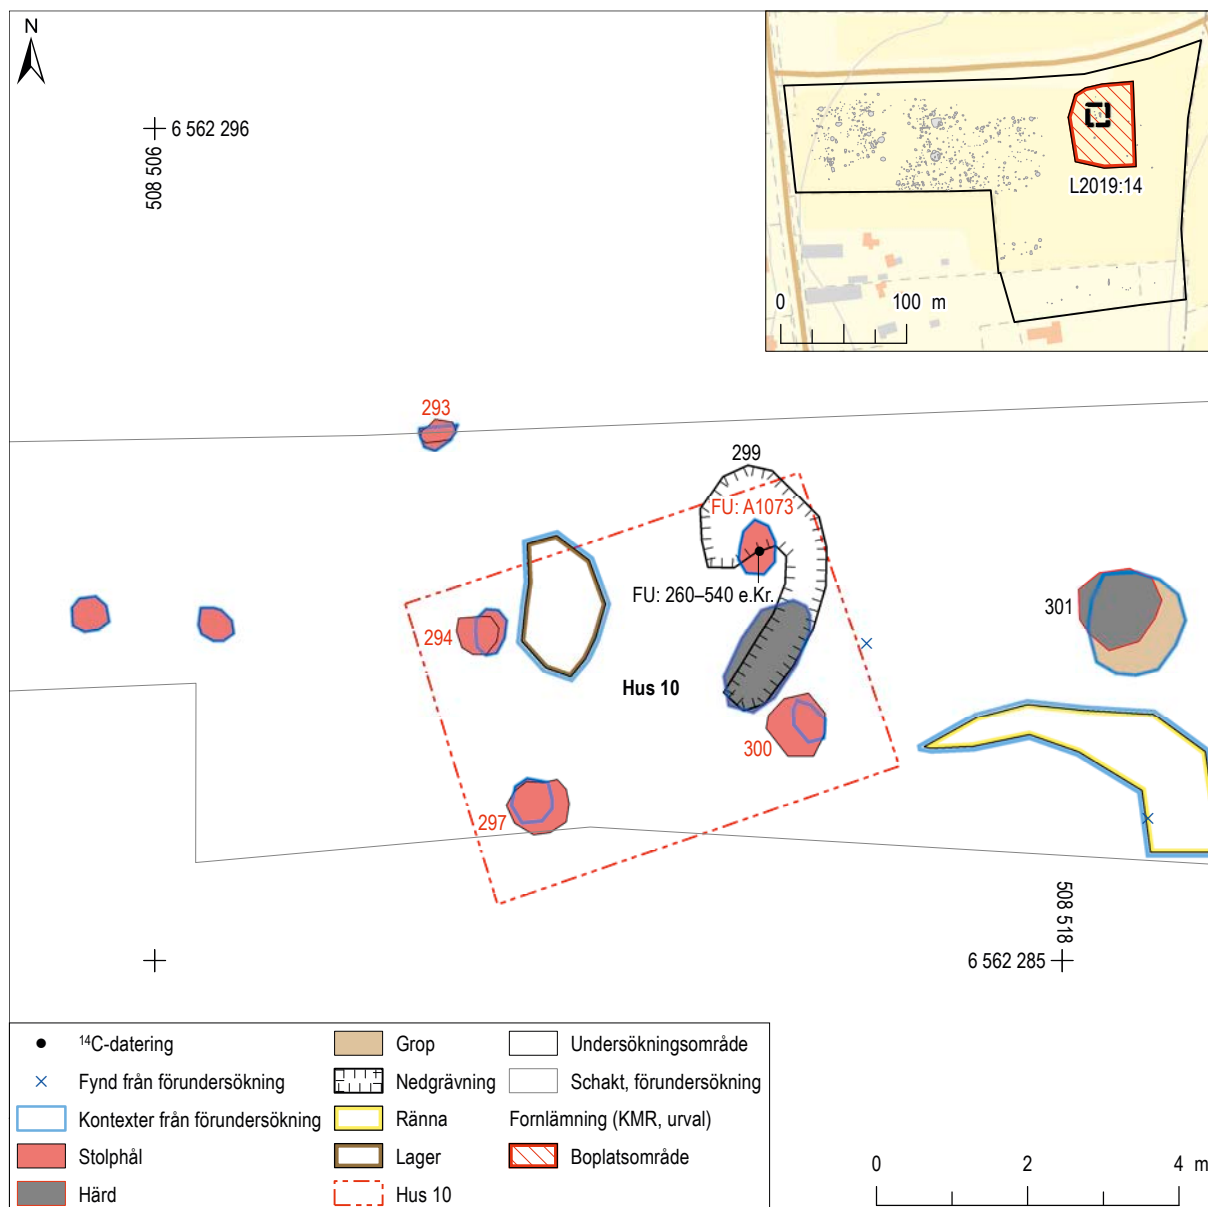 N
6 562 296
508 506
L2019:14
0 100 m
293
299
FU: A1073
FU: 260–540 e.Kr.
301
294
Hus 10
300
297
508 518
6 562 285
¹⁴C-datering
Fynd från förundersökning
Kontexter från förundersökning
Stolphål
Härd
Grop
Nedgrävning
Ränna
Lager
Hus 10
Undersökningsområde
Schakt, förundersökning
Fornlämning (KMR, urval)
Boplatsområde
0 2 4 m